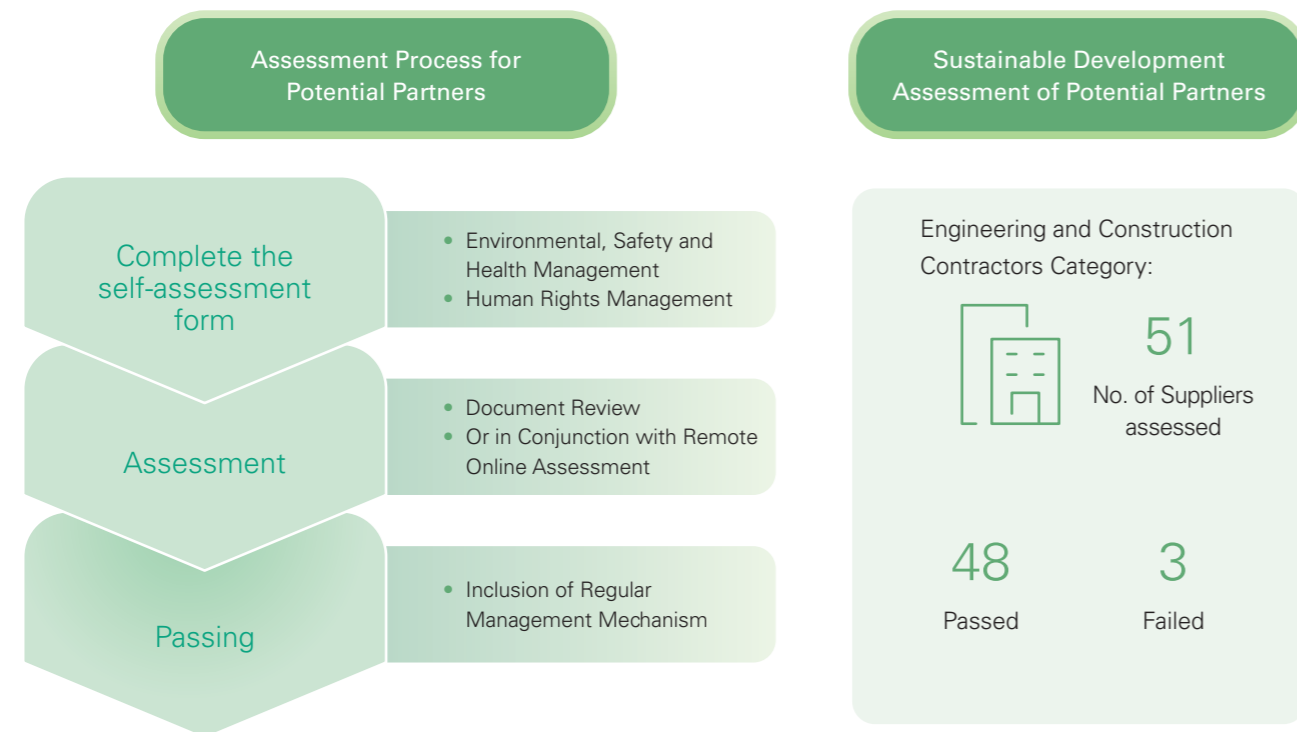 Assessment Process for
Potential Partners
Complete the
self-assessment
form
• Environmental, Safety and
Health Management
• Human Rights Management
Assessment
• Document Review
• Or in Conjunction with Remote
Online Assessment
Passing
• Inclusion of Regular
Management Mechanism
Sustainable Development
Assessment of Potential Partners
Engineering and Construction
Contractors Category:
51
No. of Suppliers
assessed
48
Passed
3
Failed